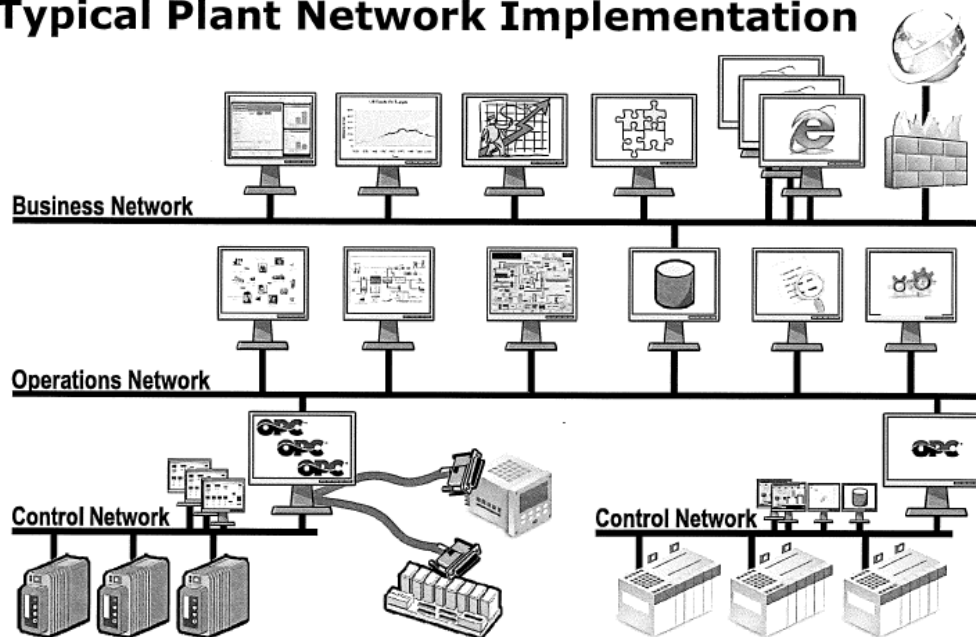 Typical Plant Network Implementation
Business Network
Operations Network
OPC
OPC
OPC
OPC
Control Network
Control Network